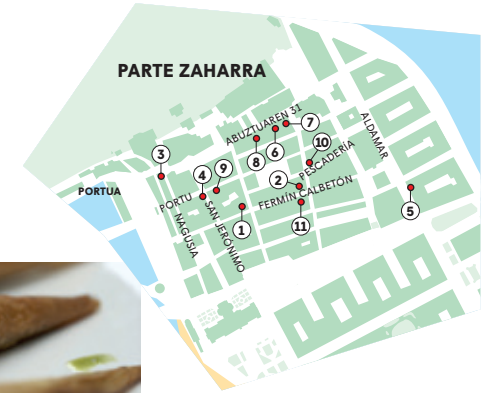 PARTE ZAHARRA
ABUZTUAREN 31
7
6
8
10
3
4
9
2
PESCADERÍA
ALDAMAR
PORTUA
PORTU
FERMÍN CALBETÓN
NAGUSIA
SAN JERÓNIMO
1
11
5